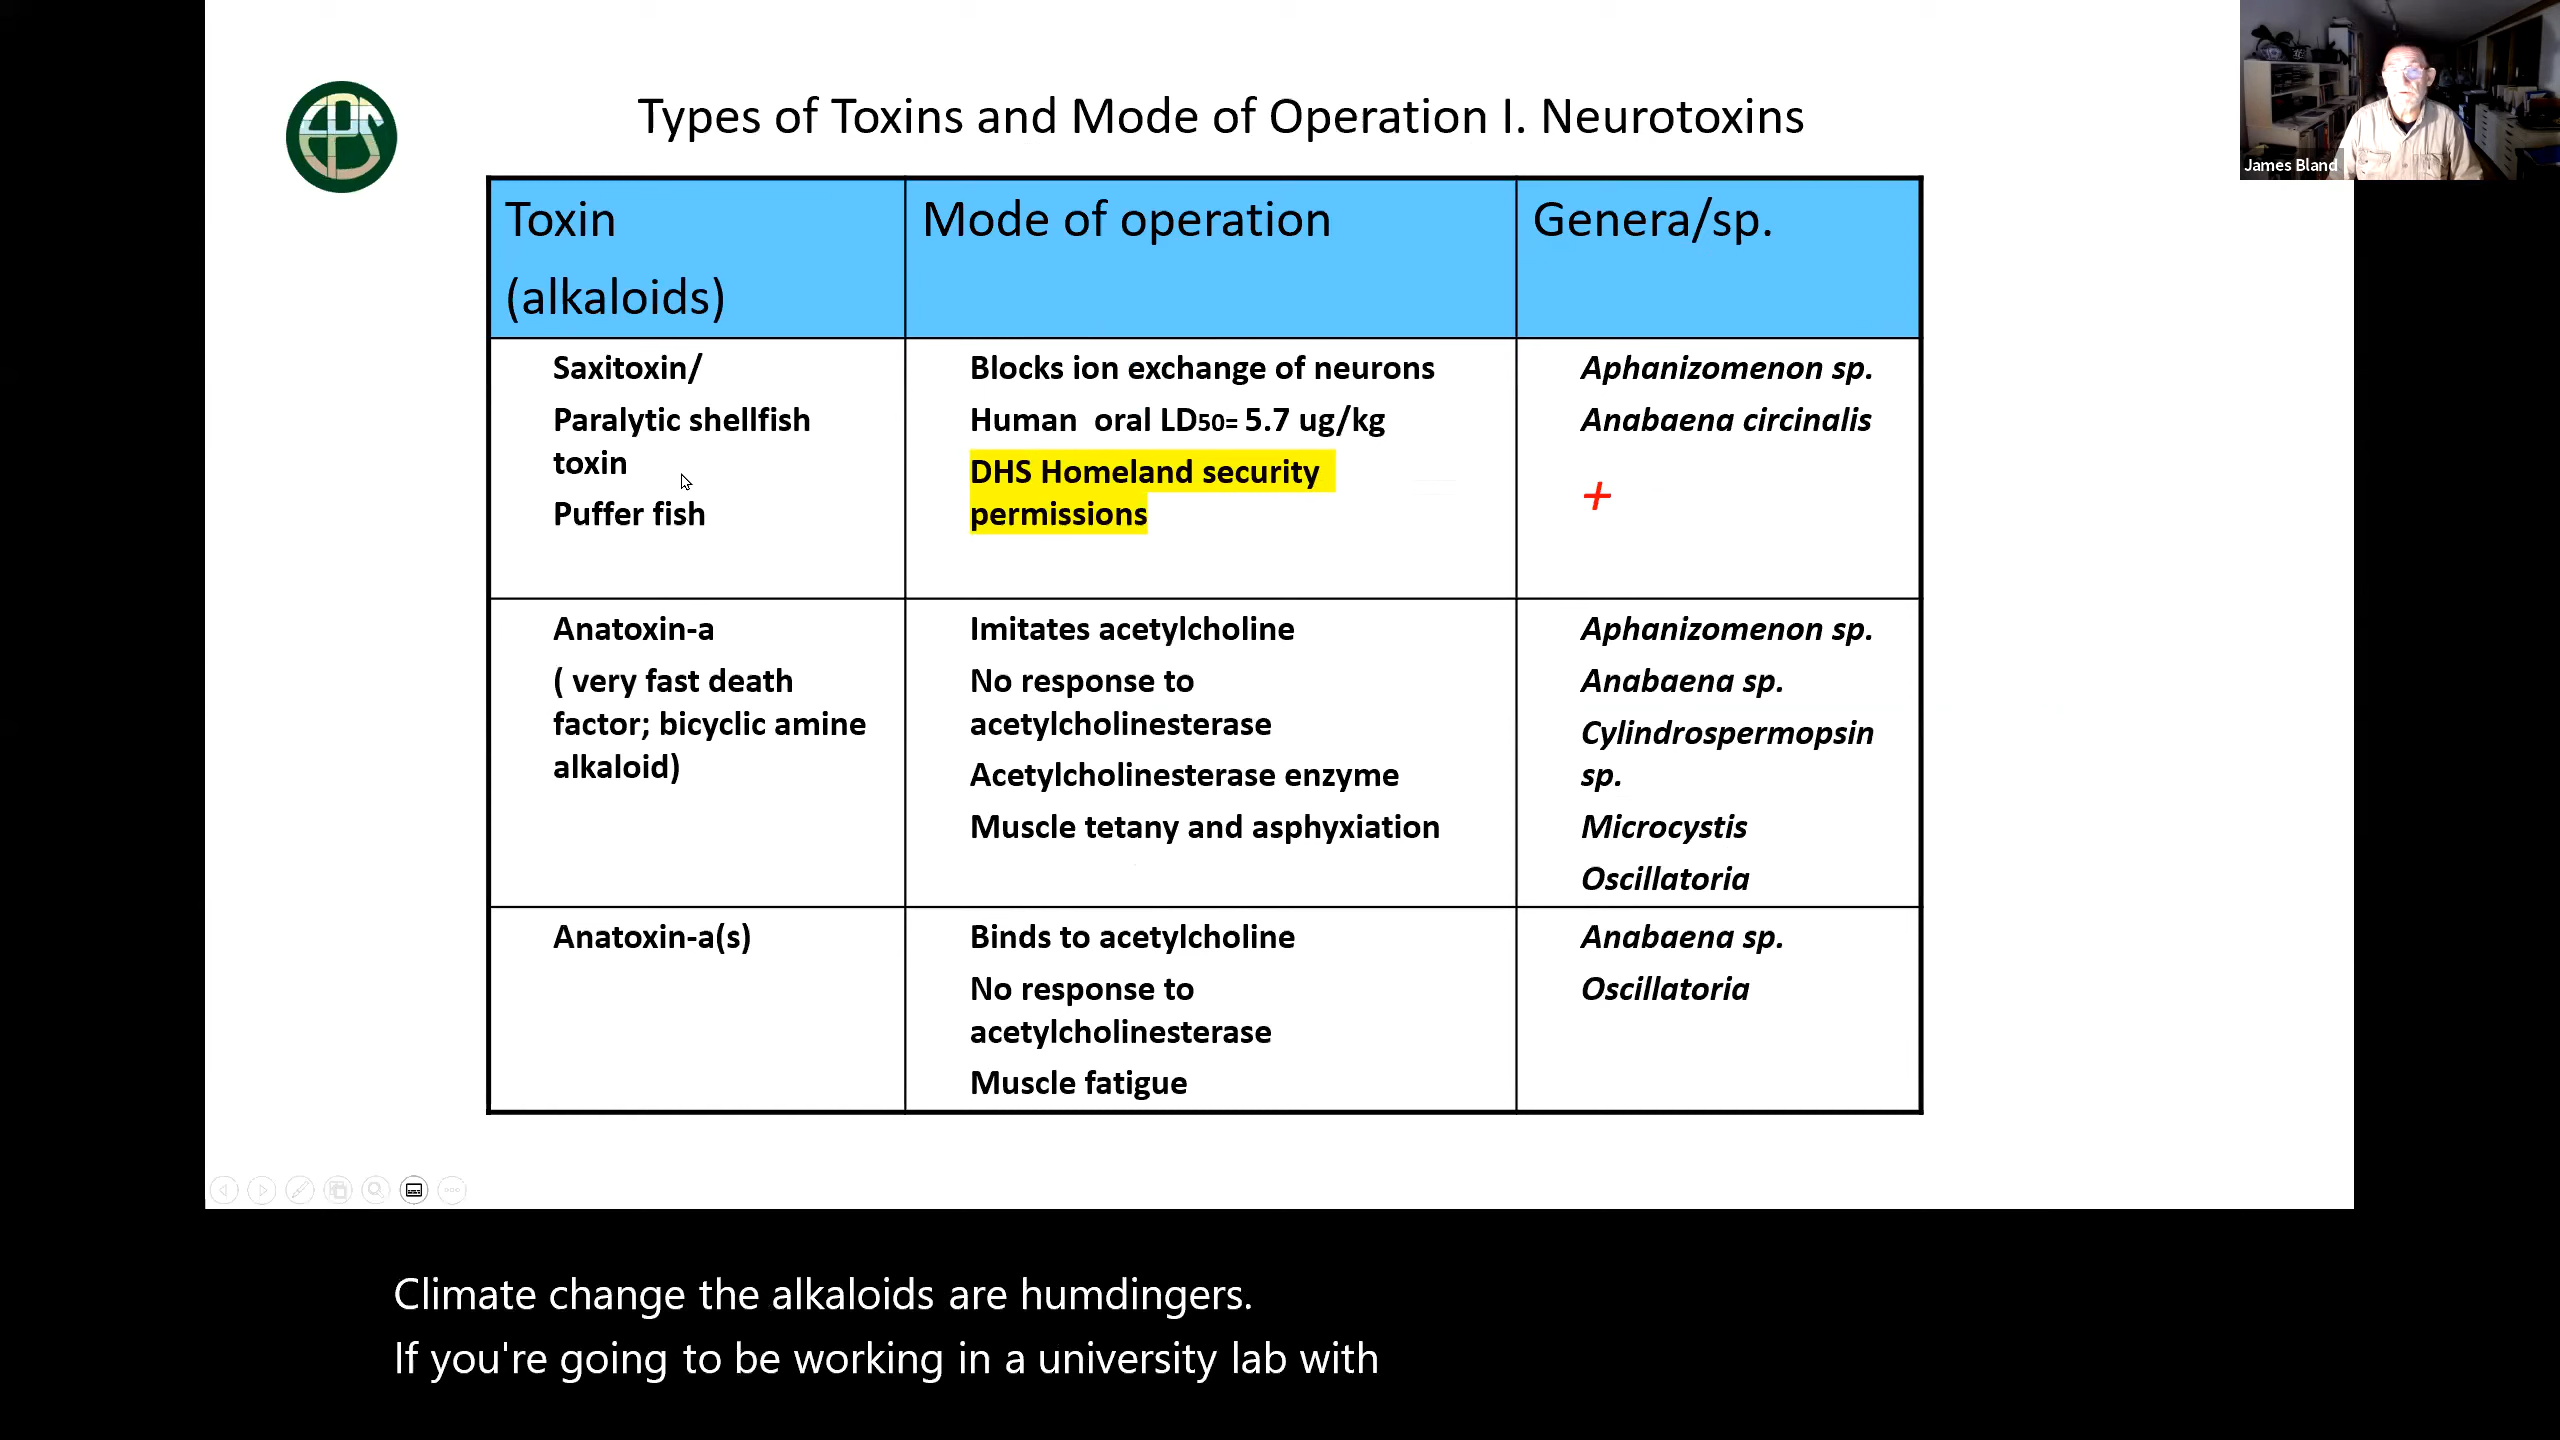 EPS
Types of Toxins and Mode of Operation I. Neurotoxins
James Bland
Toxin
(alkaloids)
Mode of operation
Genera/sp.
Saxitoxin/
Paralytic shellfish
toxin
Puffer fish
Blocks ion exchange of neurons
Human oral LD50= 5.7 ug/kg
DHS Homeland security
permissions
Aphanizomenon sp.
Anabaena circinalis
+
Anatoxin-a
( very fast death
factor; bicyclic amine
alkaloid)
Imitates acetylcholine
No response to
acetylcholinesterase
Acetylcholinesterase enzyme
Muscle tetany and asphyxiation
Aphanizomenon sp.
Anabaena sp.
Cylindrospermopsin
sp.
Microcystis
Oscillatoria
Anatoxin-a(s)
Binds to acetylcholine
No response to
acetylcholinesterase
Muscle fatigue
Anabaena sp.
Oscillatoria
Climate change the alkaloids are humdingers.
If you're going to be working in a university lab with